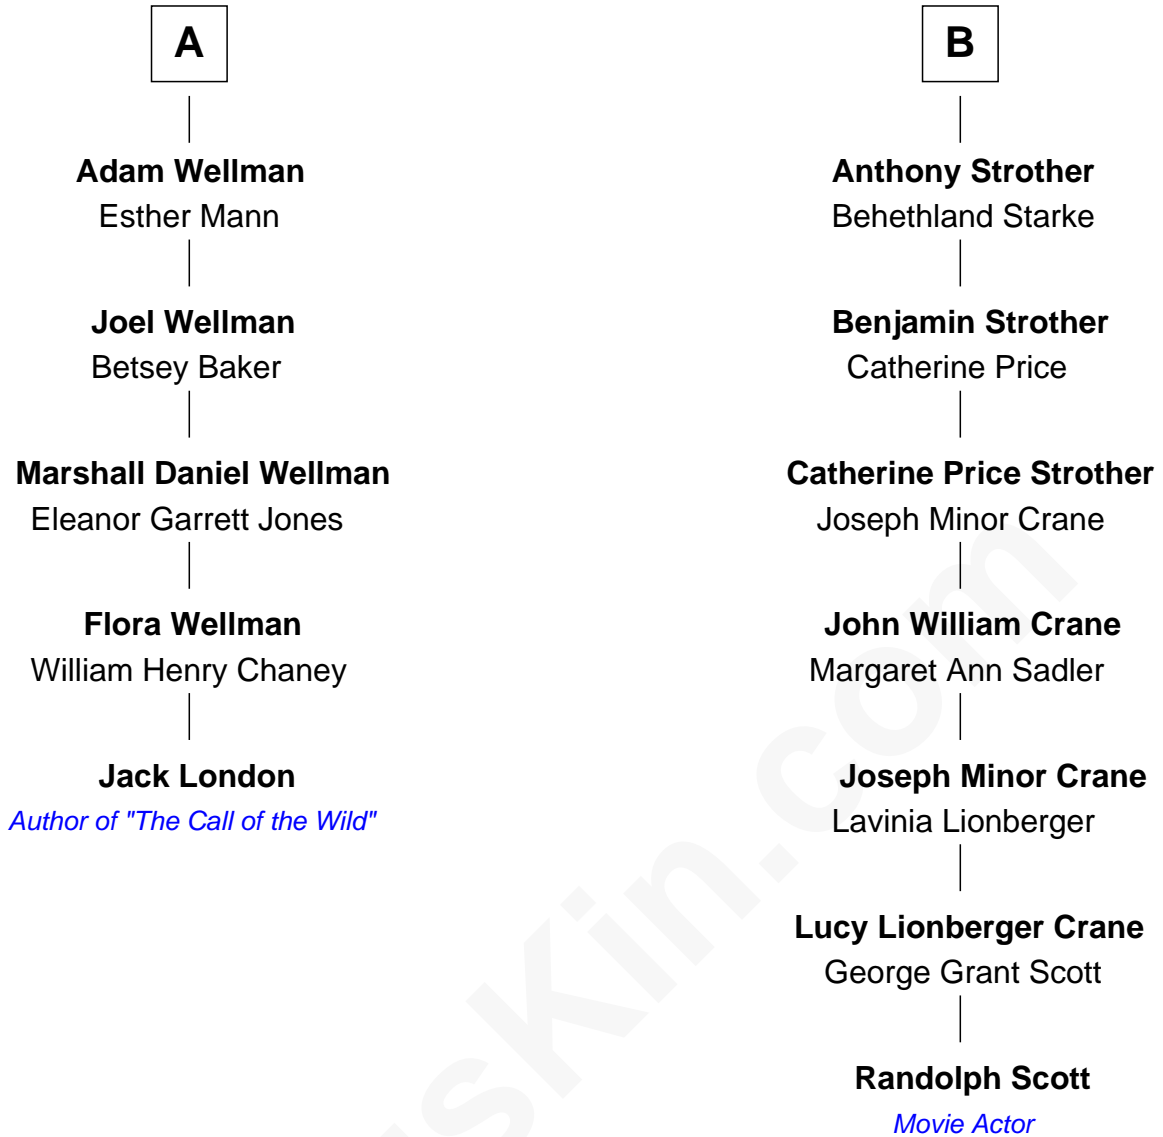 A
Adam Wellman
Esther Mann
Joel Wellman
Betsey Baker
Marshall Daniel Wellman
Eleanor Garrett Jones
Flora Wellman
William Henry Chaney
Jack London
Author of "The Call of the Wild"
B
Anthony Strother
Behethland Starke
Benjamin Strother
Catherine Price
Catherine Price Strother
Joseph Minor Crane
John William Crane
Margaret Ann Sadler
Joseph Minor Crane
Lavinia Lionberger
Lucy Lionberger Crane
George Grant Scott
Randolph Scott
Movie Actor